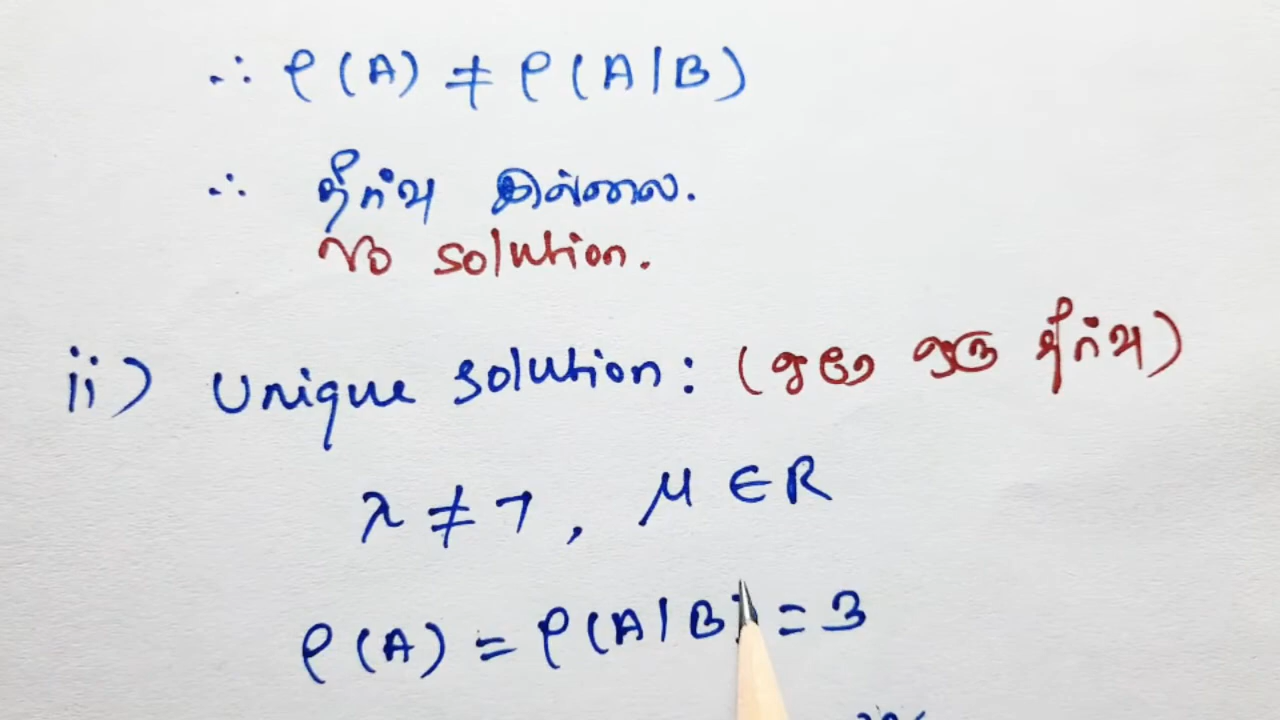 ∴ ρ(A) ≠ ρ(A|B)
∴ தீர்வு இல்லை.
No solution.
ii) Unique solution: (ஒரே ஒரு தீர்வு)
λ ≠ 7, μ ∈ R
ρ(A) = ρ(A|B) = 3